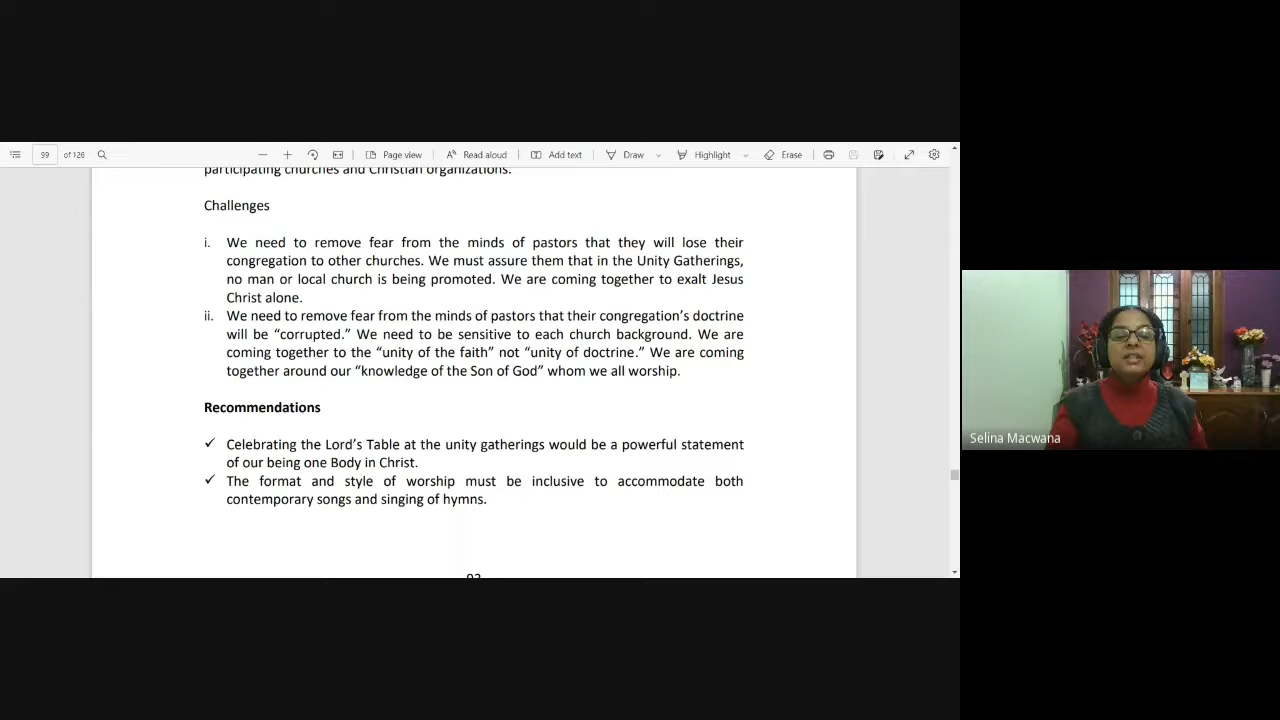 99 of 126 Page view Read aloud Add text Draw Highlight Erase
participating churches and Christian organizations.
Challenges
i. We need to remove fear from the minds of pastors that they will lose their
congregation to other churches. We must assure them that in the Unity Gatherings,
no man or local church is being promoted. We are coming together to exalt Jesus
Christ alone.
ii. We need to remove fear from the minds of pastors that their congregation’s doctrine
will be “corrupted.” We need to be sensitive to each church background. We are
coming together to the “unity of the faith” not “unity of doctrine.” We are coming
together around our “knowledge of the Son of God” whom we all worship.
Recommendations
✓ Celebrating the Lord’s Table at the unity gatherings would be a powerful statement
of our being one Body in Christ.
✓ The format and style of worship must be inclusive to accommodate both
contemporary songs and singing of hymns.
Selina Macwana